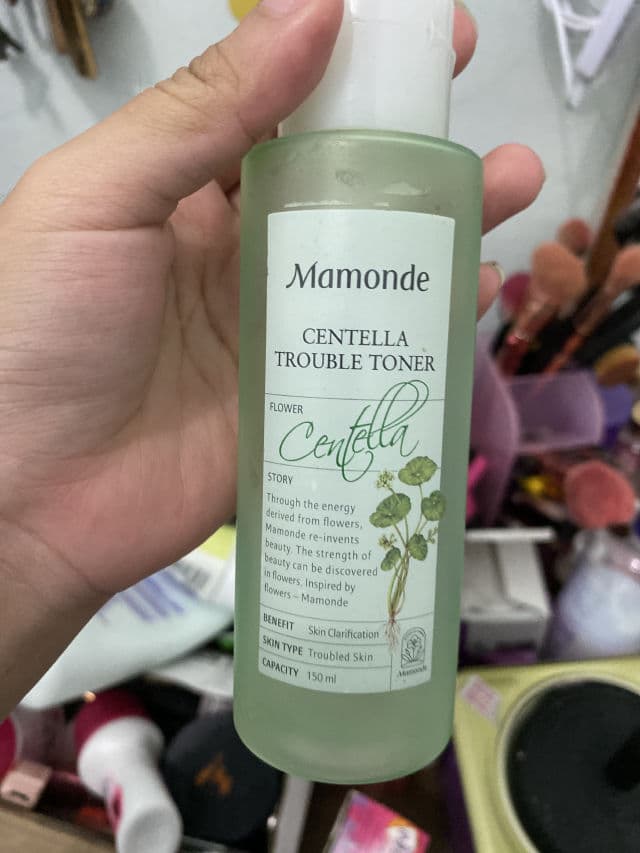 Mamonde
CENTELLA
TROUBLE TONER
FLOWER
Centella
STORY
Through the energy
derived from flowers,
Mamonde re-invents
beauty. The strength of
beauty can be discovered
in flowers. Inspired by
flowers – Mamonde
BENEFIT Skin Clarification
SKIN TYPE Troubled Skin
CAPACITY 150 ml
Mamonde